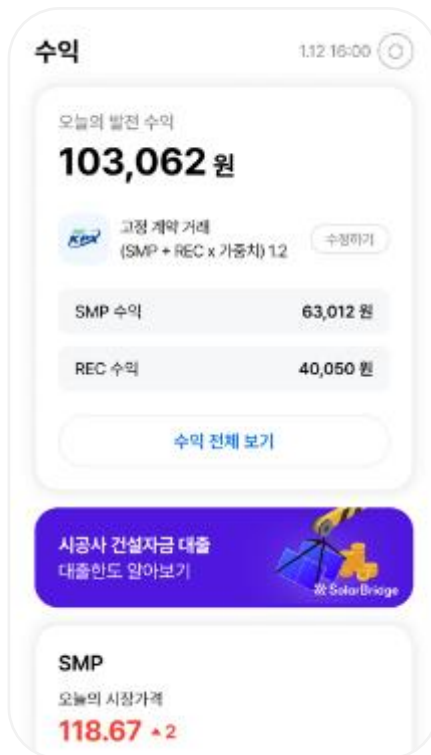 수익
1.12 16:00
오늘의 발전 수익
103,062 원
KPX
고정 계약 거래
(SMP + REC x 가중치) 1.2
수정하기
SMP 수익 63,012 원
REC 수익 40,050 원
수익 전체 보기
시공사 건설자금 대출
대출한도 알아보기
SolarBridge
SMP
오늘의 시장가격
118.67 ▲2